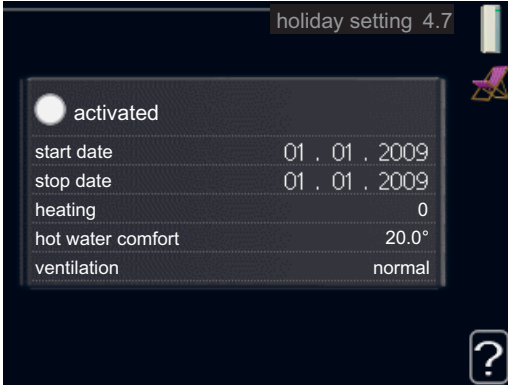 holiday setting 4.7
activated
start date 01 . 01 . 2009
stop date 01 . 01 . 2009
heating 0
hot water comfort 20.0°
ventilation normal
?